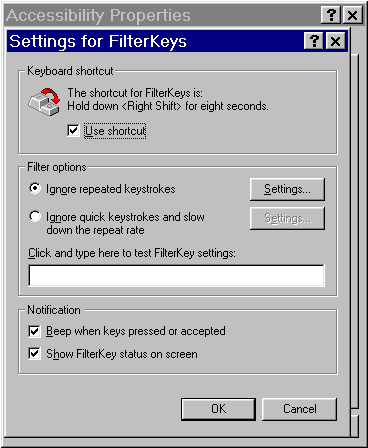 Accessibility Properties
Settings for FilterKeys
Keyboard shortcut
The shortcut for FilterKeys is:
Hold down <Right Shift> for eight seconds.
Use shortcut
Filter options
Ignore repeated keystrokes
Settings...
Ignore quick keystrokes and slow
down the repeat rate
Settings...
Click and type here to test FilterKey settings:
Notification
Beep when keys pressed or accepted
Show FilterKey status on screen
OK
Cancel